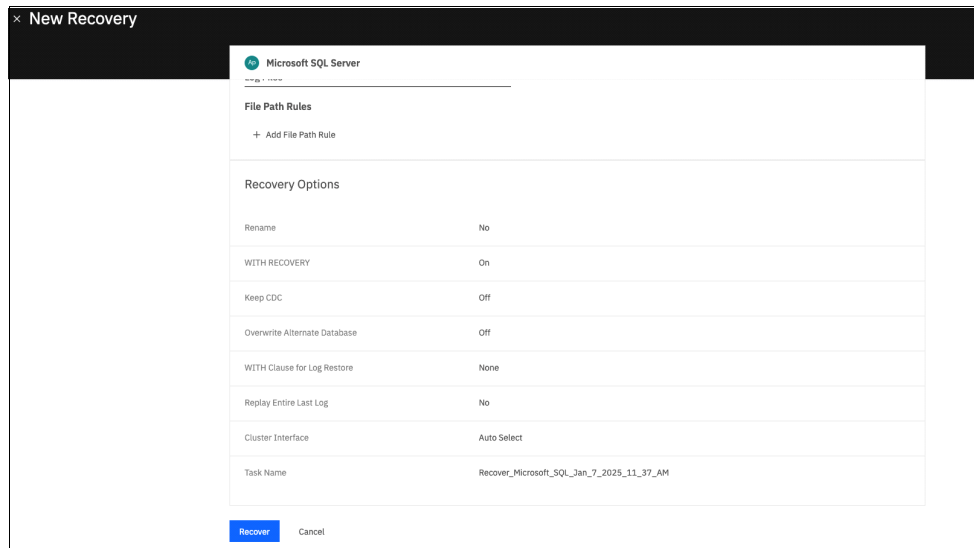 × New Recovery
Ap Microsoft SQL Server
File Path Rules
+ Add File Path Rule
Recovery Options
Rename No
WITH RECOVERY On
Keep CDC Off
Overwrite Alternate Database Off
WITH Clause for Log Restore None
Replay Entire Last Log No
Cluster Interface Auto Select
Task Name Recover_Microsoft_SQL_Jan_7_2025_11_37_AM
Recover Cancel